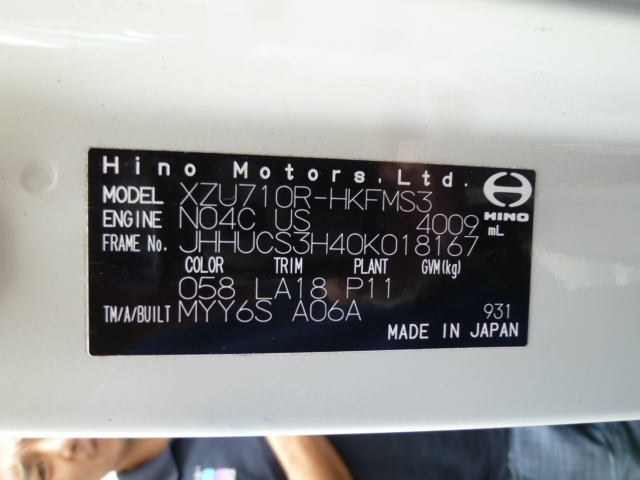 Hino Motors,Ltd.
HINO
MODEL XZU710R-HKFMS3
ENGINE N04C US 4009 mL
FRAME No. JHHUCS3H40K018167
COLOR TRIM PLANT GVM(kg)
058 LA18 P11
TM/A/BUILT MYY6S A06A 931
MADE IN JAPAN